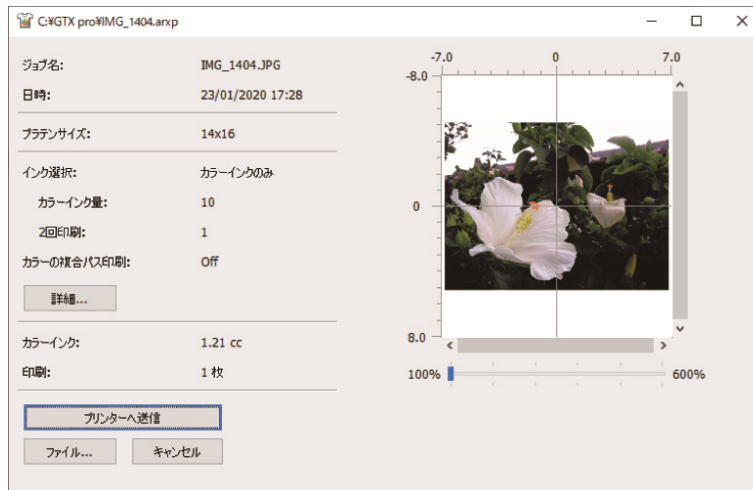 C:¥GTX pro¥IMG_1404.arxp
ジョブ名: IMG_1404.JPG
日時: 23/01/2020 17:28
プラテンサイズ: 14x16
インク選択: カラーインクのみ
カラーインク量: 10
2回印刷: 1
カラーの複合パス印刷: Off
詳細...
カラーインク: 1.21 cc
印刷: 1 枚
プリンターへ送信
ファイル... キャンセル
-7.0 0 7.0
-8.0
0
8.0
100% 600%